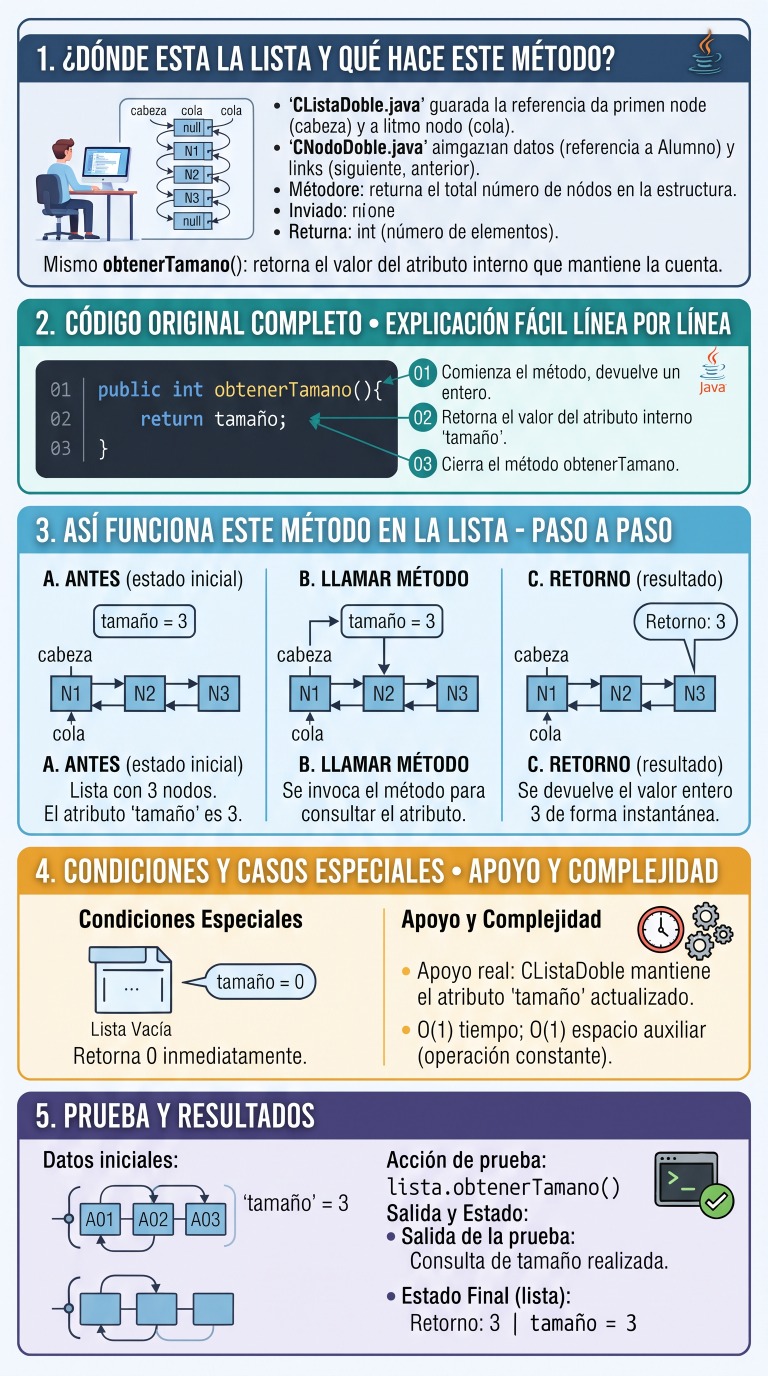 1. ¿DÓNDE ESTA LA LISTA Y QUÉ HACE ESTE MÉTODO?
cabeza cola cola
null
N1
N2
N3
null
• ‘CListaDoble.java’ guarada la referencia da primen node
(cabeza) y a litmo nodo (cola).
• ‘CNodoDoble.java’ aimgazıan datos (referencia a Alumno) y
links (siguiente, anterior).
• Métodore: returna el total número de nódos en la estructura.
• Inviado:
• Returna: int (número de elementos).
Mismo obtenerTamano(): retorna el valor del atributo interno que mantiene la cuenta.
2. CÓDIGO ORIGINAL COMPLETO • EXPLICACIÓN FÁCIL LÍNEA POR LÍNEA
01 public int obtenerTamano(){
02 return tamaño;
03 }
01 Comienza el método, devuelve un
entero.
02 Retorna el valor del atributo interno
‘tamaño’.
03 Cierra el método obtenerTamano.
Java
3. ASÍ FUNCIONA ESTE MÉTODO EN LA LISTA - PASO A PASO
A. ANTES (estado inicial)
tamaño = 3
cabeza
N1 N2 N3
cola
A. ANTES (estado inicial)
Lista con 3 nodos.
El atributo ‘tamaño’ es 3.
B. LLAMAR MÉTODO
tamaño = 3
cabeza
N1 N2 N3
cola
B. LLAMAR MÉTODO
Se invoca el método para
consultar el atributo.
C. RETORNO (resultado)
Retorno: 3
cabeza
N1 N2 N3
cola
C. RETORNO (resultado)
Se devuelve el valor entero
3 de forma instantánea.
4. CONDICIONES Y CASOS ESPECIALES • APOYO Y COMPLEJIDAD
Condiciones Especiales
...
tamaño = 0
Lista Vacía
Retorna 0 inmediatamente.
Apoyo y Complejidad
• Apoyo real: CListaDoble mantiene
el atributo 'tamaño’ actualizado.
• O(1) tiempo; O(1) espacio auxiliar
(operación constante).
5. PRUEBA Y RESULTADOS
Datos iniciales:
A01 A02 A03
‘tamaño’ = 3
Acción de prueba:
lista.obtenerTamano()
Salida y Estado:
• Salida de la prueba:
Consulta de tamaño realizada.
• Estado Final (lista):
Retorno: 3 | tamaño = 3
>_